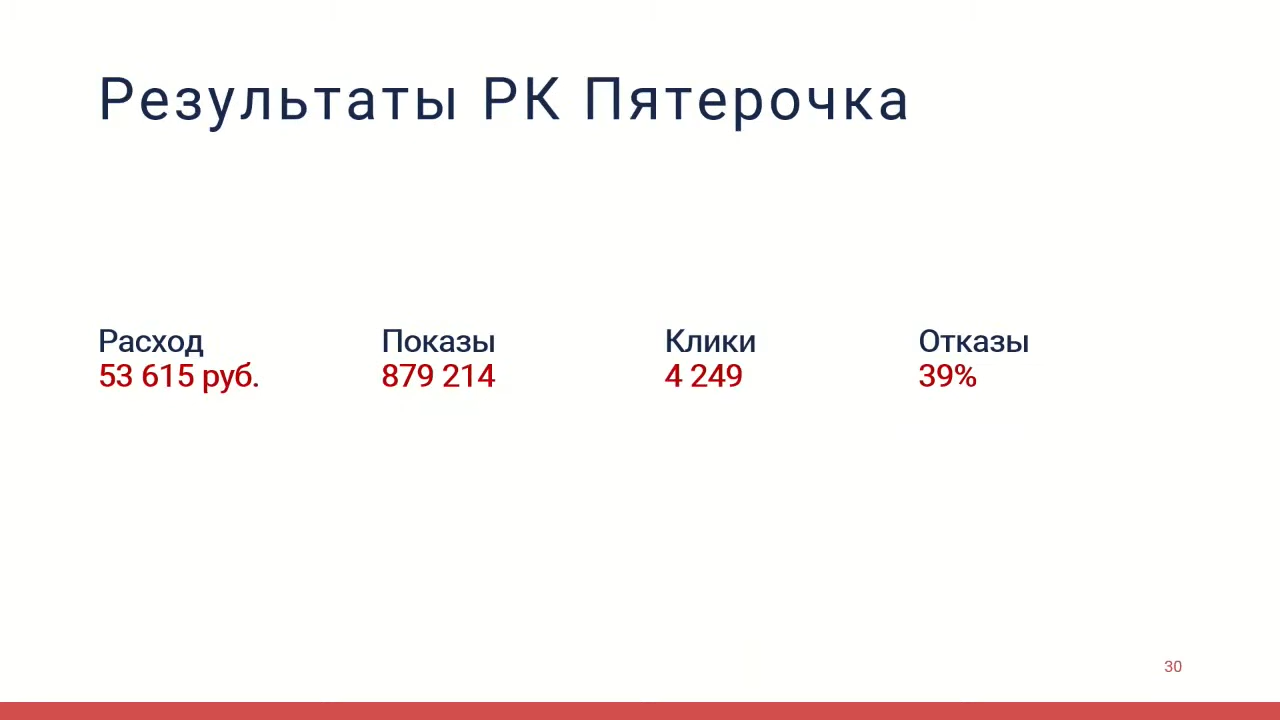 Результаты РК Пятерочка
Расход
53 615 руб.
Показы
879 214
Клики
4 249
Отказы
39%
30